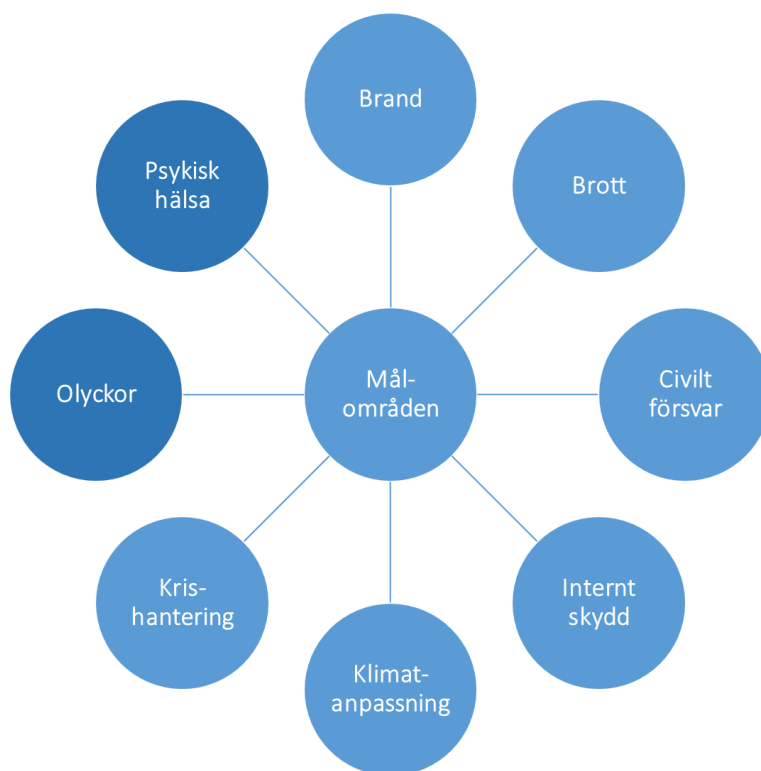 Brand
Psykisk
hälsa
Brott
Olyckor
Mål-
områden
Civilt
försvar
Kris-
hantering
Internt
skydd
Klimat-
anpassning